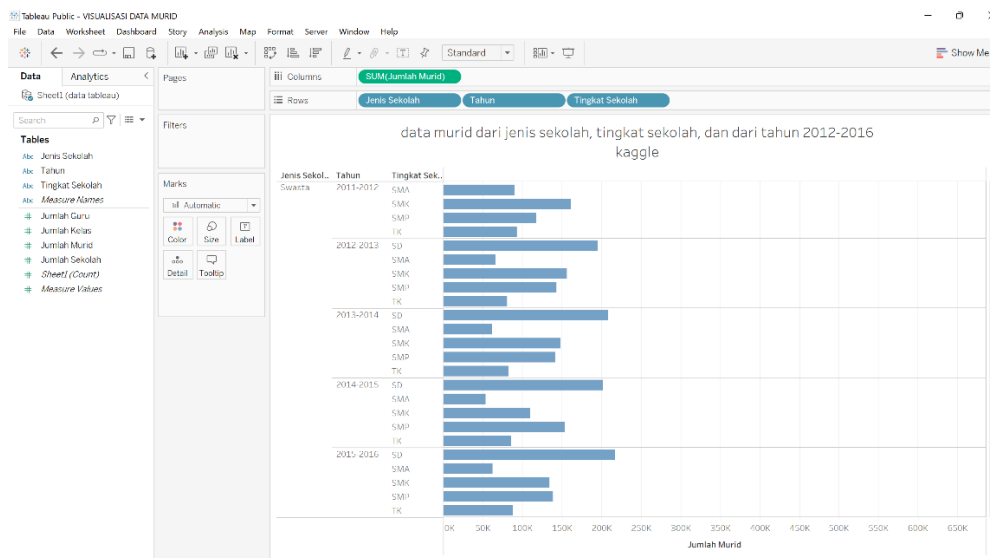 Tableau Public - VISUALISASI DATA MURID
File Data Worksheet Dashboard Story Analysis Map Format Server Window Help
Standard
Show Me
Data Analytics
Sheet1 (data tableau)
Search
Tables
Abc Jenis Sekolah
Abc Tahun
Abc Tingkat Sekolah
Abc Measure Names
# Jumlah Guru
# Jumlah Kelas
# Jumlah Murid
# Jumlah Sekolah
# Sheet1 (Count)
# Measure Values
Pages
Filters
Marks
Automatic
Color Size Label
Detail Tooltip
Columns SUM(Jumlah Murid)
Rows Jenis Sekolah Tahun Tingkat Sekolah
data murid dari jenis sekolah, tingkat sekolah, dan dari tahun 2012-2016
kaggle
Jenis Sekol.. Tahun Tingkat Sek..
Swasta 2011-2012 SMA
SMK
SMP
TK
2012-2013 SD
SMA
SMK
SMP
TK
2013-2014 SD
SMA
SMK
SMP
TK
2014-2015 SD
SMA
SMK
SMP
TK
2015-2016 SD
SMA
SMK
SMP
TK
0K 50K 100K 150K 200K 250K 300K 350K 400K 450K 500K 550K 600K 650K
Jumlah Murid